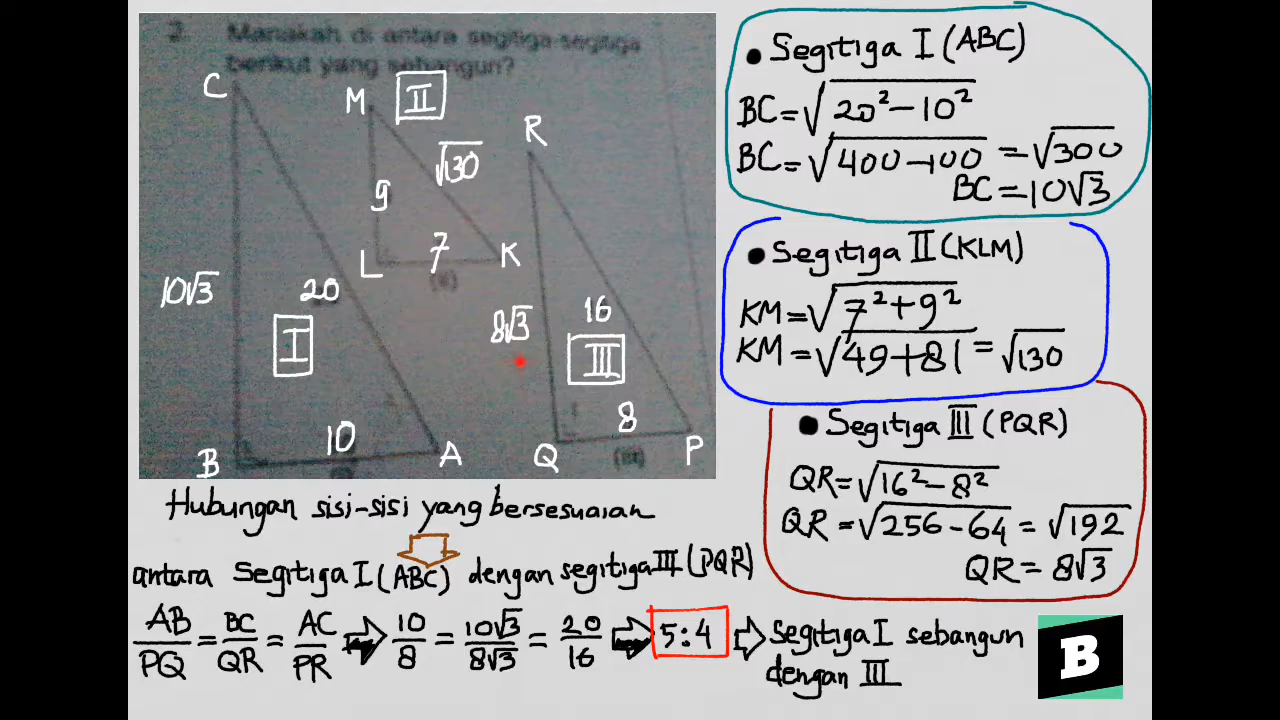 2. Manakah di antara segitiga-segitiga
berikut yang sebangun?
C
M
II
R
√130
9
7
L
K
(ii)
10√3
20
I
8√3
16
III
10
8
B
A
Q
P
(iii)
Hubungan sisi-sisi yang bersesuaian
antara Segitiga I (ABC) dengan segitiga III (PQR)
AB/PQ = BC/QR = AC/PR ⇒ 10/8 = 10√3/8√3 = 20/16 ⇒ 5:4 ⇒ Segitiga I sebangun
dengan III
• Segitiga I (ABC)
BC = √20² − 10²
BC = √400 − 100 = √300
BC = 10√3
• Segitiga II (KLM)
KM = √7² + 9²
KM = √49 + 81 = √130
• Segitiga III (PQR)
QR = √16² − 8²
QR = √256 − 64 = √192
QR = 8√3
B